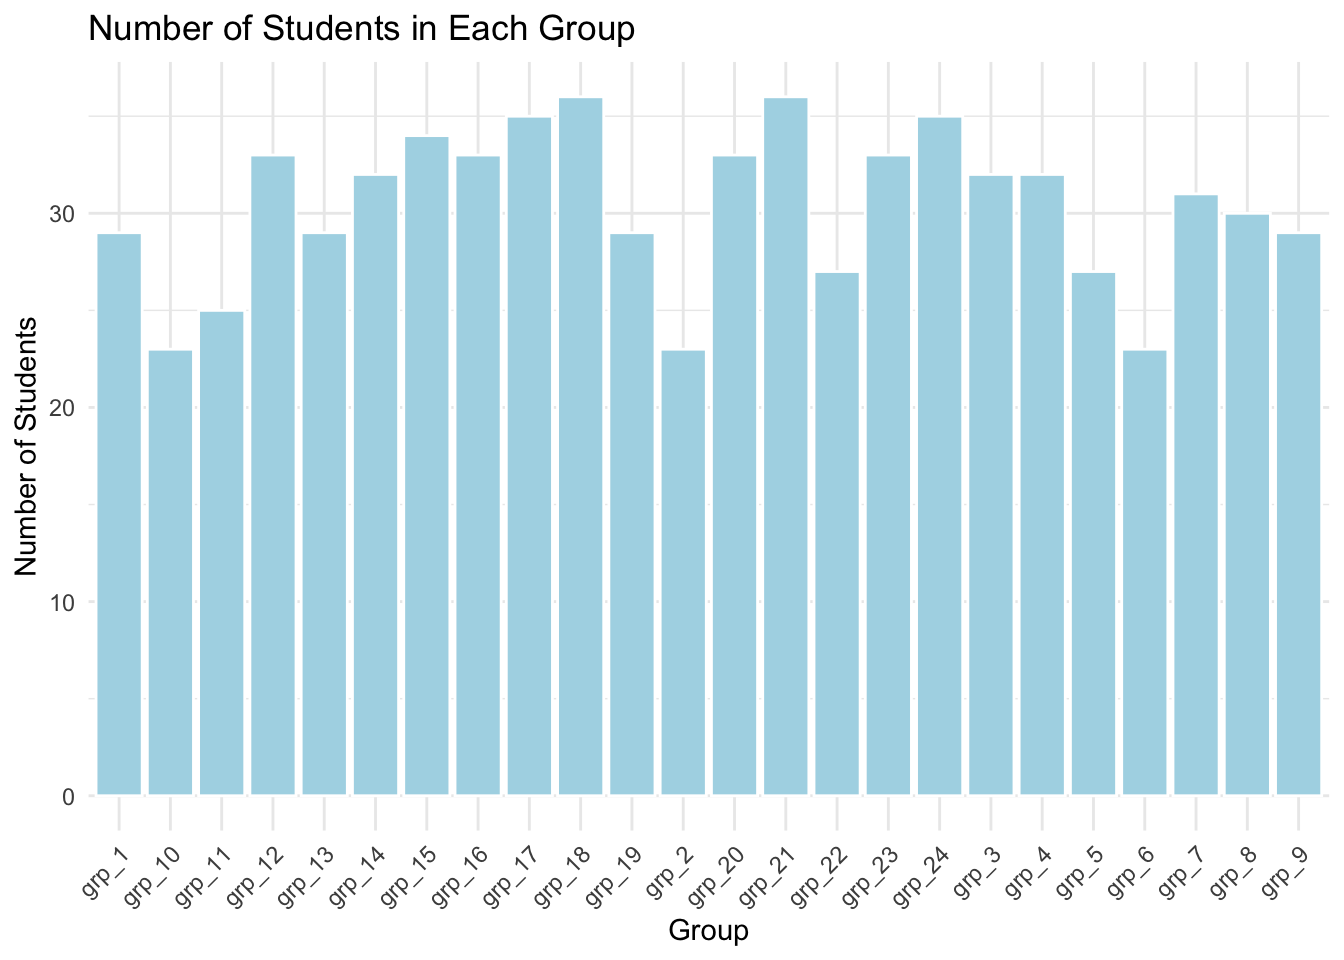 Number of Students in Each Group
Number of Students
30
20
10
0
grp_1 grp_10 grp_11 grp_12 grp_13 grp_14 grp_15 grp_16 grp_17 grp_18 grp_19 grp_2 grp_20 grp_21 grp_22 grp_23 grp_24 grp_3 grp_4 grp_5 grp_6 grp_7 grp_8 grp_9
Group